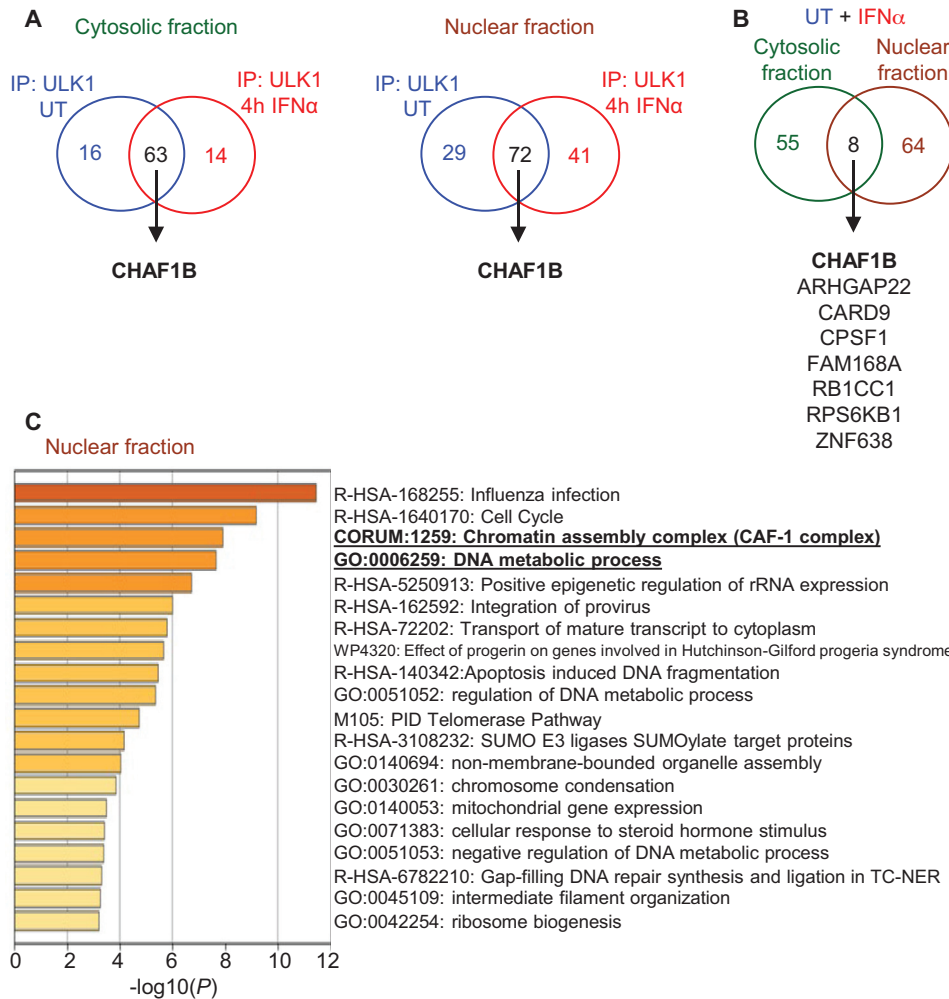 A
Cytosolic fraction
IP: ULK1
UT
IP: ULK1
4h IFNα
16
63
14
CHAF1B
Nuclear fraction
IP: ULK1
UT
IP: ULK1
4h IFNα
29
72
41
CHAF1B
B
UT + IFNα
Cytosolic
fraction
Nuclear
fraction
55
8
64
CHAF1B
ARHGAP22
CARD9
CPSF1
FAM168A
RB1CC1
RPS6KB1
ZNF638
C
Nuclear fraction
R-HSA-168255: Influenza infection
R-HSA-1640170: Cell Cycle
CORUM:1259: Chromatin assembly complex (CAF-1 complex)
GO:0006259: DNA metabolic process
R-HSA-5250913: Positive epigenetic regulation of rRNA expression
R-HSA-162592: Integration of provirus
R-HSA-72202: Transport of mature transcript to cytoplasm
WP4320: Effect of progerin on genes involved in Hutchinson-Gilford progeria syndrome
R-HSA-140342:Apoptosis induced DNA fragmentation
GO:0051052: regulation of DNA metabolic process
M105: PID Telomerase Pathway
R-HSA-3108232: SUMO E3 ligases SUMOylate target proteins
GO:0140694: non-membrane-bounded organelle assembly
GO:0030261: chromosome condensation
GO:0140053: mitochondrial gene expression
GO:0071383: cellular response to steroid hormone stimulus
GO:0051053: negative regulation of DNA metabolic process
R-HSA-6782210: Gap-filling DNA repair synthesis and ligation in TC-NER
GO:0045109: intermediate filament organization
GO:0042254: ribosome biogenesis
0 2 4 6 8 10 12
-log10(P)